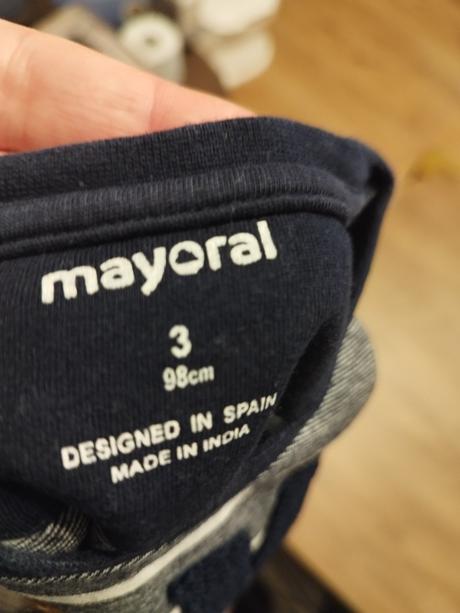 mayoral
3
98cm
DESIGNED IN SPAIN
MADE IN INDIA